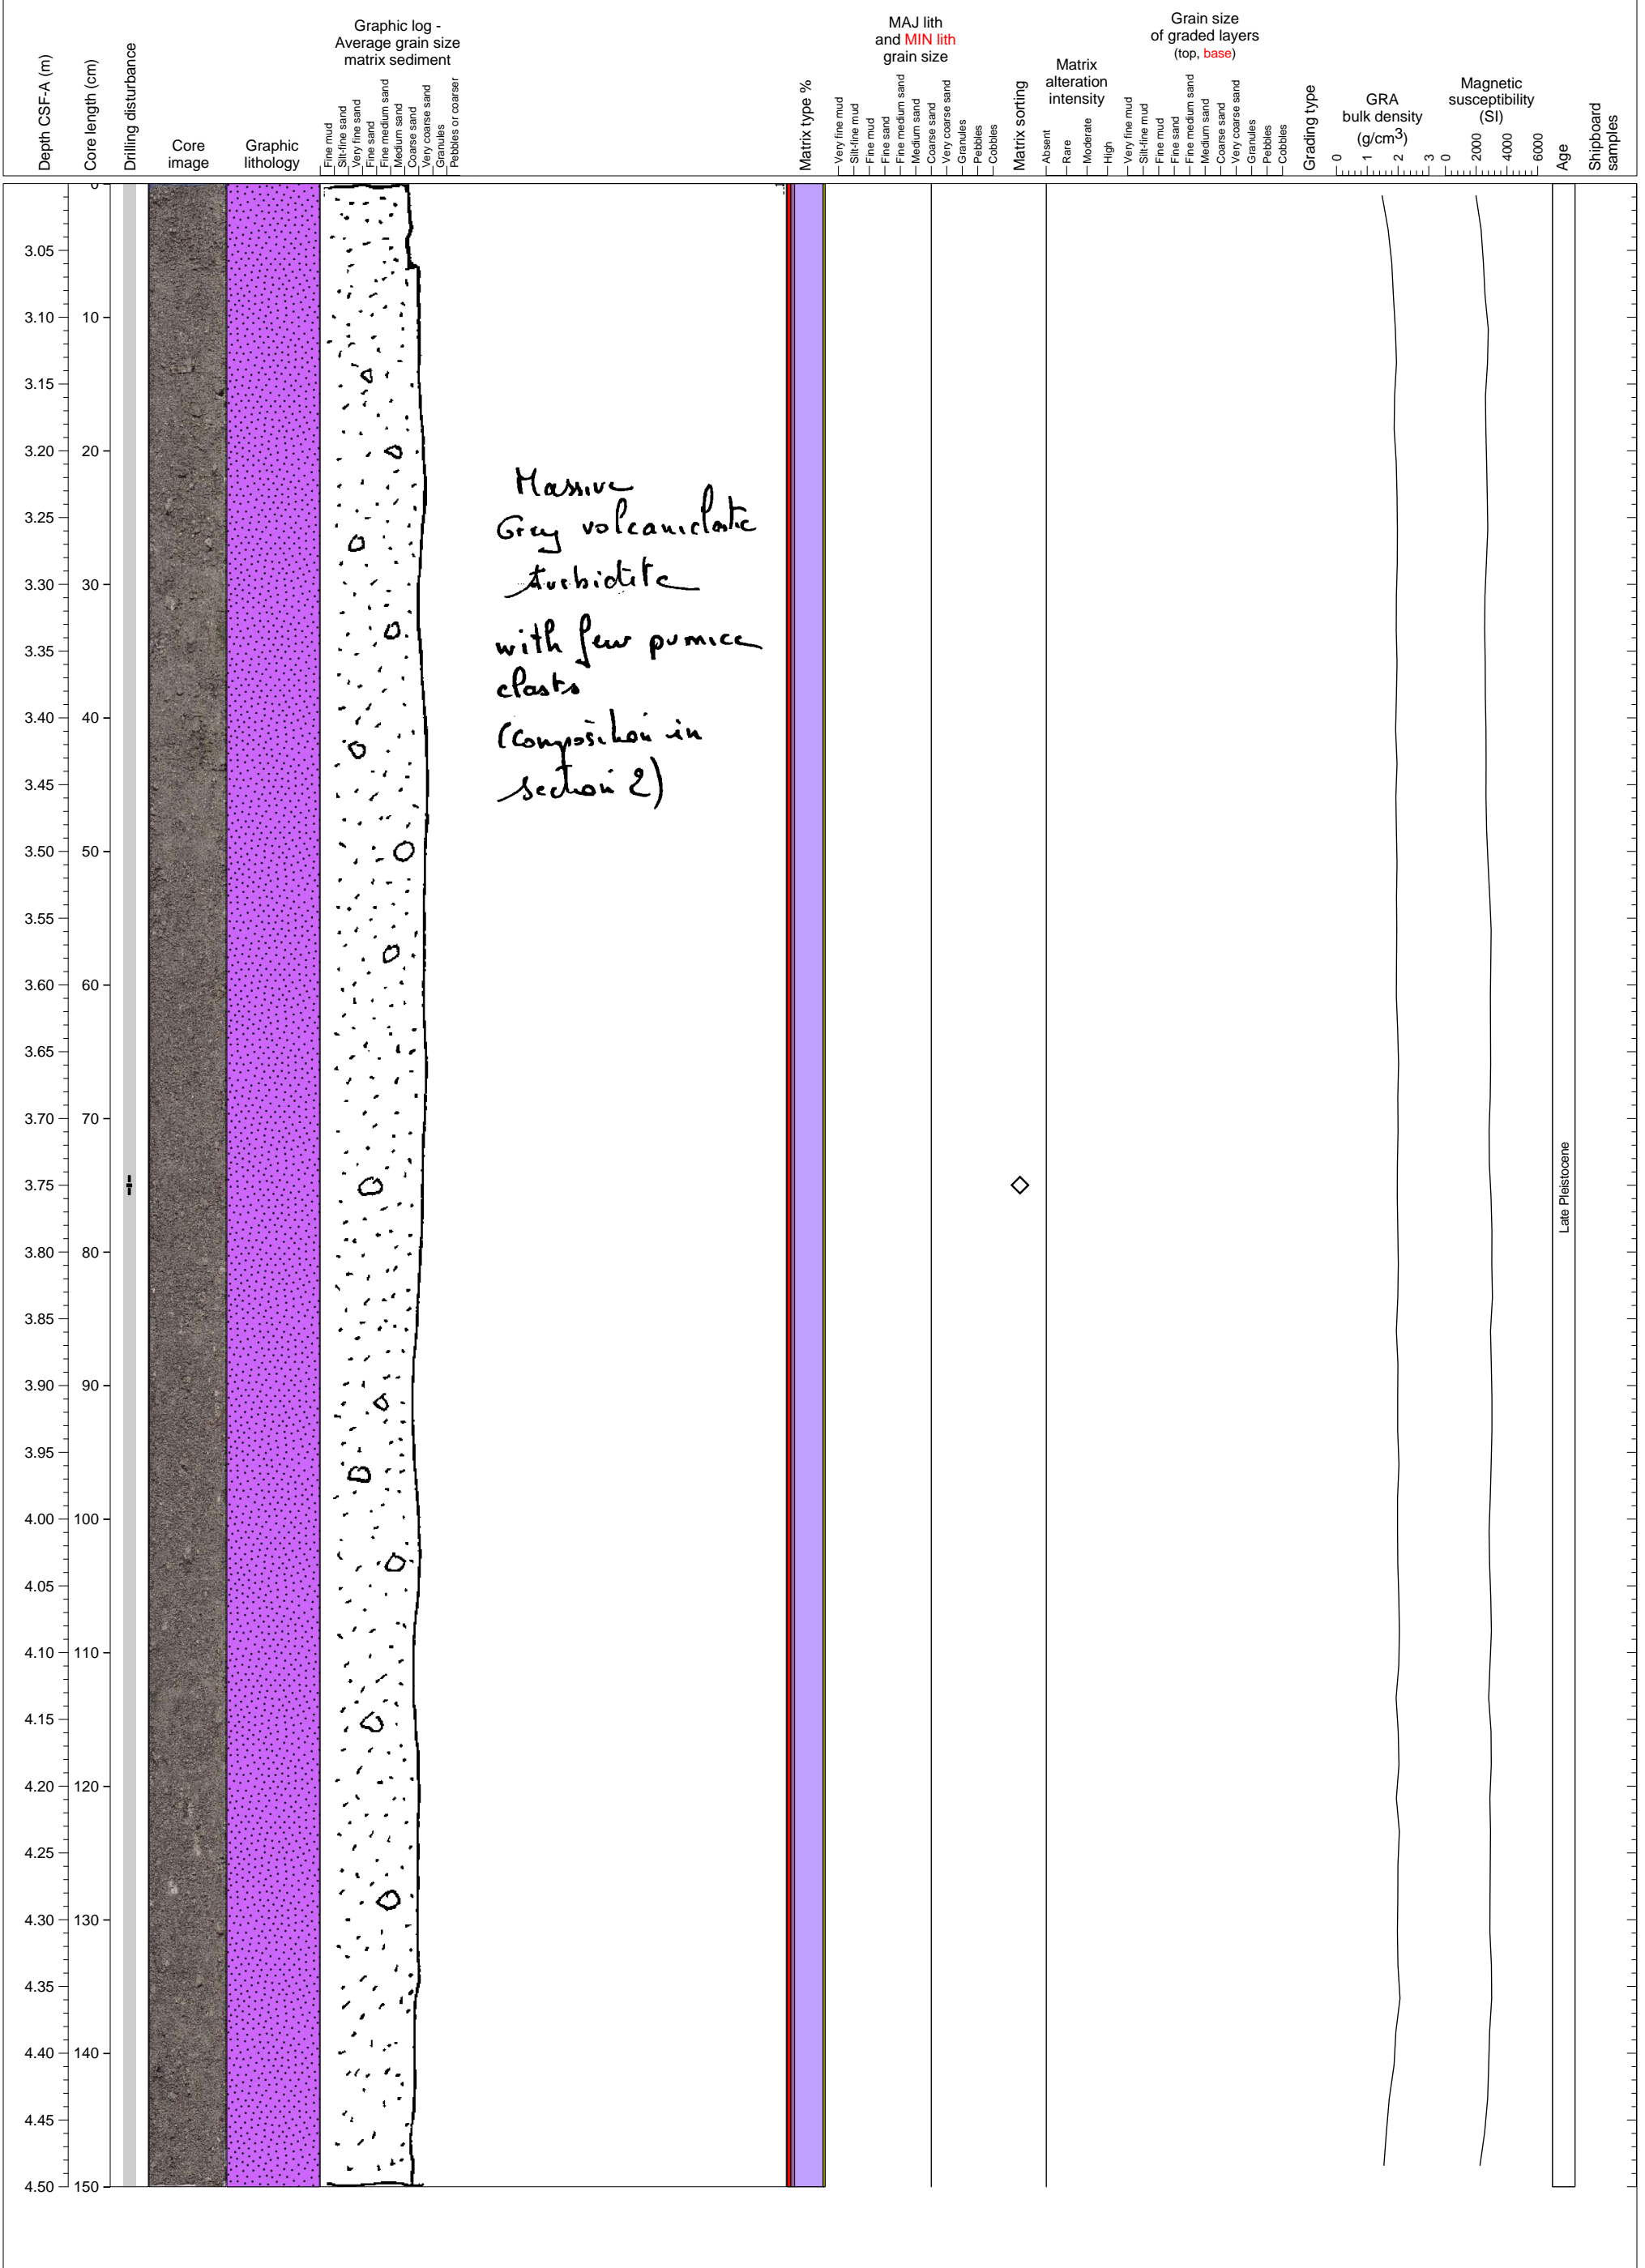 Depth CSF-A (m)
Core length (cm)
Drilling disturbance
Core
image
Graphic
lithology
Graphic log -
Average grain size
matrix sediment
Fine mud
Silt-fine sand
Very fine sand
Fine sand
Fine medium sand
Medium sand
Coarse sand
Very coarse sand
Granules
Pebbles or coarser
Matrix type %
MAJ lith
and MIN lith
grain size
Very fine mud
Silt-fine mud
Fine mud
Fine sand
Fine medium sand
Medium sand
Coarse sand
Very coarse sand
Granules
Pebbles
Cobbles
Matrix sorting
Matrix
alteration
intensity
Absent
Rare
Moderate
High
Grain size
of graded layers
(top, base)
Very fine mud
Silt-fine mud
Fine mud
Fine sand
Fine medium sand
Medium sand
Coarse sand
Very coarse sand
Granules
Pebbles
Cobbles
Grading type
GRA
bulk density
(g/cm3)
0 1 2 3
Magnetic
susceptibility
(SI)
0 2000 4000 6000
Age
Shipboard
samples
0
3.05
3.10 10
3.15
3.20 20
3.25
3.30 30
3.35
3.40 40
3.45
3.50 50
3.55
3.60 60
3.65
3.70 70
3.75
3.80 80
3.85
3.90 90
3.95
4.00 100
4.05
4.10 110
4.15
4.20 120
4.25
4.30 130
4.35
4.40 140
4.45
4.50 150
Massive
Grey volcaniclastic
turbidite
with few pumice
clasts
(composition in
section 2)
Late Pleistocene